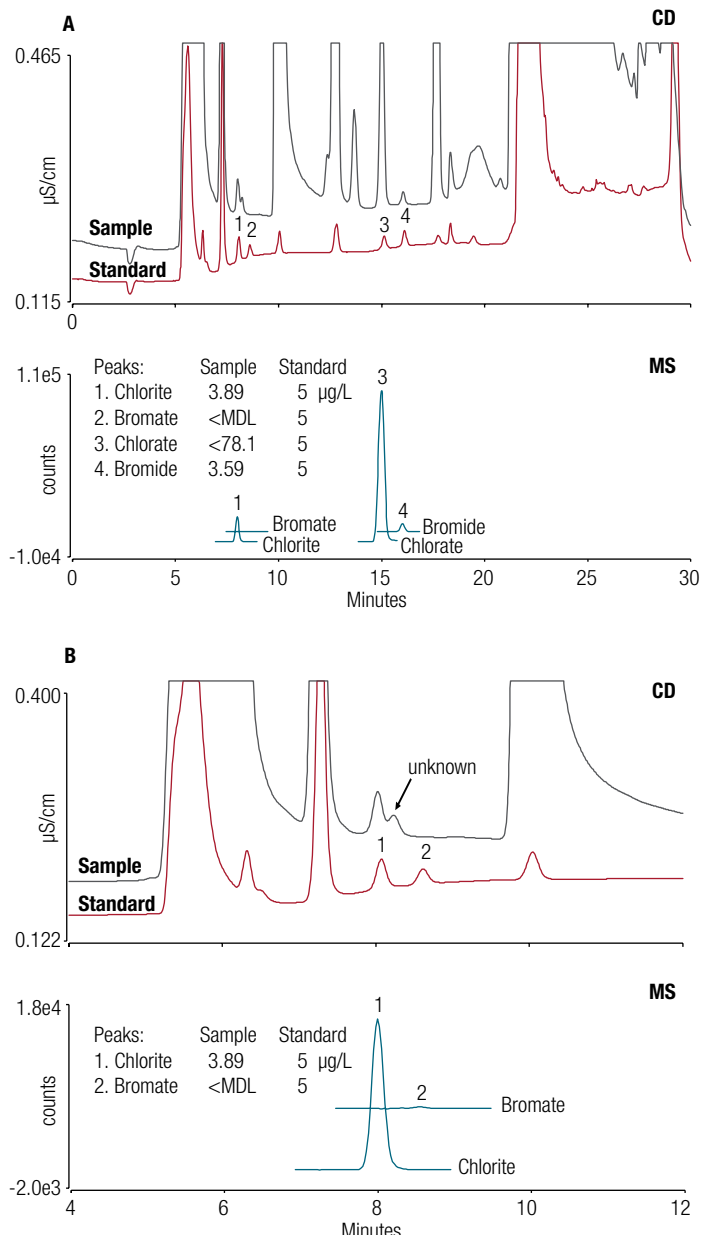 A
CD
0.465
µS/cm
Sample
Standard
1
2
3
4
0.115
0
MS
1.1e5
Peaks: Sample Standard
1. Chlorite 3.89 5 µg/L
2. Bromate <MDL 5
3. Chlorate <78.1 5
4. Bromide 3.59 5
counts
3
1
4
Bromate
Bromide
Chlorite
Chlorate
-1.0e4
0 5 10 15 20 25 30
Minutes
B
CD
0.400
unknown
µS/cm
1
2
Sample
Standard
0.122
MS
1.8e4
1
Peaks: Sample Standard
1. Chlorite 3.89 5 µg/L
2. Bromate <MDL 5
counts
2
Bromate
Chlorite
-2.0e3
4 6 8 10 12
Minutes